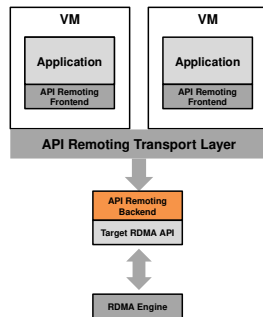 VM
VM
Application
Application
API Remoting
Frontend
API Remoting
Frontend
API Remoting Transport Layer
API Remoting
Backend
Target RDMA API
RDMA Engine